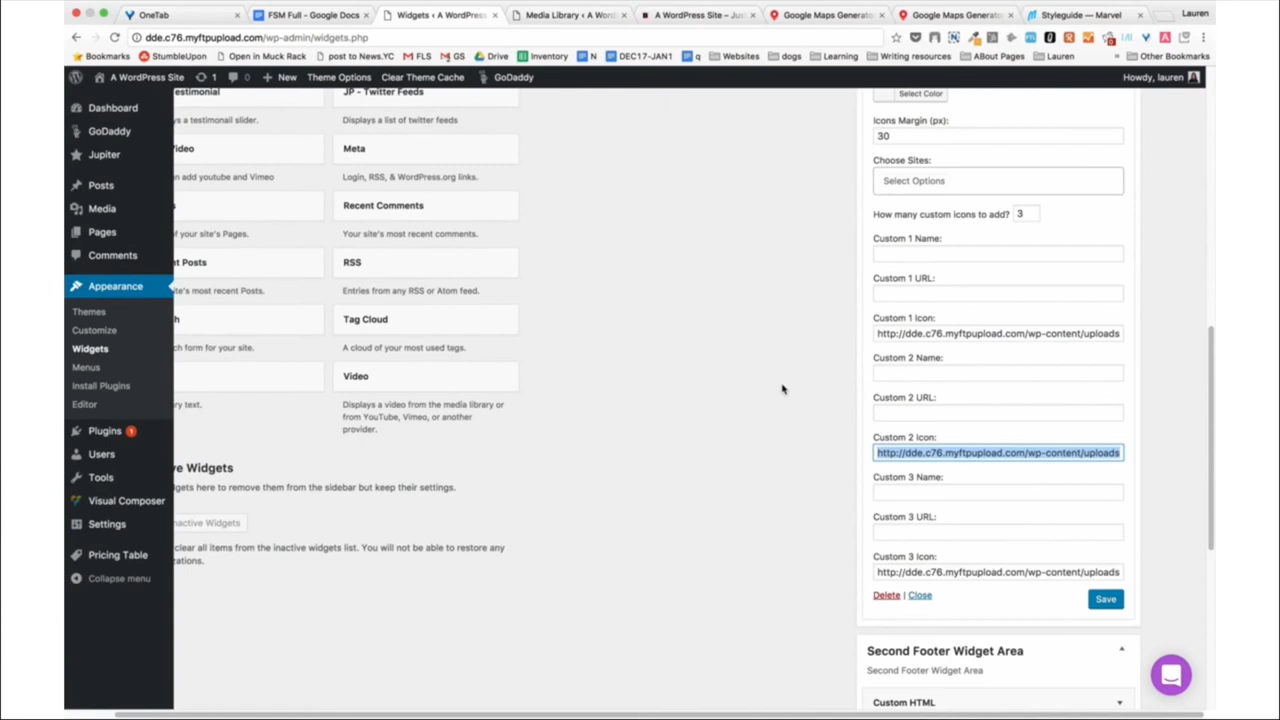 OneTab
FSM Full - Google Docs
Widgets ‹ A WordPress
Media Library ‹ A Word
A WordPress Site – Jus
Google Maps Generato
Google Maps Generato
Styleguide — Marvel
Lauren
dde.c76.myftpupload.com/wp-admin/widgets.php
Bookmarks
StumbleUpon
Open in Muck Rack
post to News.YC
FLS
GS
Drive
Inventory
N
DEC17-JAN1
q
Websites
dogs
Learning
Writing resources
ABout Pages
Lauren
»
Other Bookmarks
A WordPress Site
1
0
+ New
Theme Options
Clear Theme Cache
GoDaddy
Howdy, lauren
Dashboard
GoDaddy
Jupiter
Posts
Media
Pages
Comments
Appearance
Themes
Customize
Widgets
Menus
Install Plugins
Editor
Plugins 1
Users
Tools
Visual Composer
Settings
Pricing Table
Collapse menu
estimonial
JP - Twitter Feeds
ys a testimonail slider.
Displays a list of twitter feeds
Video
Meta
an add youtube and Vimeo
Login, RSS, & WordPress.org links.
s
Recent Comments
of your site's Pages.
Your site's most recent comments.
nt Posts
RSS
ite's most recent Posts.
Entries from any RSS or Atom feed.
h
Tag Cloud
rch form for your site.
A cloud of your most used tags.
Video
ry text.
Displays a video from the media library or
from YouTube, Vimeo, or another
provider.
ve Widgets
dgets here to remove them from the sidebar but keep their settings.
nactive Widgets
clear all items from the inactive widgets list. You will not be able to restore any
izations.
Select Color
Icons Margin (px):
30
Choose Sites:
Select Options
How many custom icons to add? 3
Custom 1 Name:
Custom 1 URL:
Custom 1 Icon:
http://dde.c76.myftpupload.com/wp-content/uploads
Custom 2 Name:
Custom 2 URL:
Custom 2 Icon:
http://dde.c76.myftpupload.com/wp-content/uploads
Custom 3 Name:
Custom 3 URL:
Custom 3 Icon:
http://dde.c76.myftpupload.com/wp-content/uploads
Delete | Close
Save
Second Footer Widget Area
Second Footer Widget Area
Custom HTML